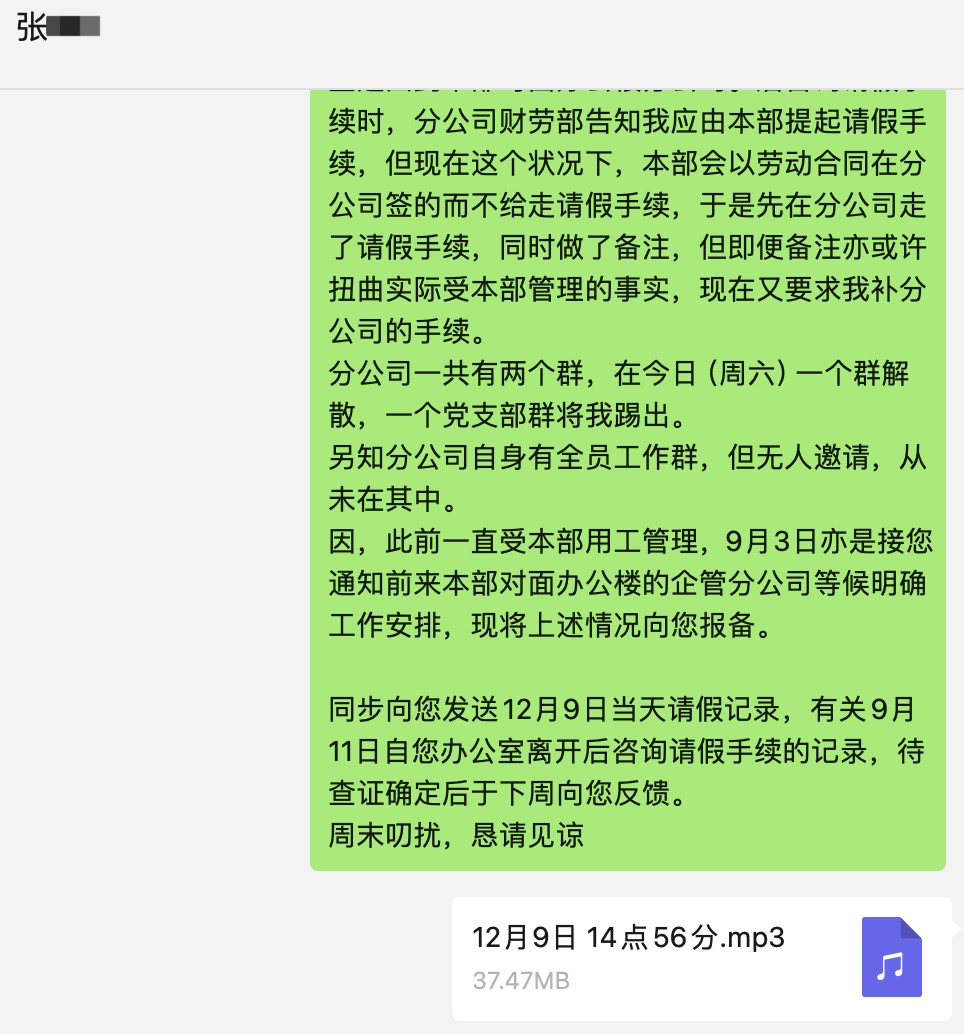 张
续时，分公司财劳部告知我应由本部提起请假手
续，但现在这个状况下，本部会以劳动合同在分
公司签的而不给走请假手续，于是先在分公司走
了请假手续，同时做了备注，但即便备注亦或许
扭曲实际受本部管理的事实，现在又要求我补分
公司的手续。
分公司一共有两个群，在今日（周六）一个群解
散，一个党支部群将我踢出。
另知分公司自身有全员工作群，但无人邀请，从
未在其中。
因，此前一直受本部用工管理，9月3日亦是接您
通知前来本部对面办公楼的企管分公司等候明确
工作安排，现将上述情况向您报备。
同步向您发送12月9日当天请假记录，有关9月
11日自您办公室离开后咨询请假手续的记录，待
查证确定后于下周向您反馈。
周末叨扰，恳请见谅
12月9日 14点56分.mp3
37.47MB